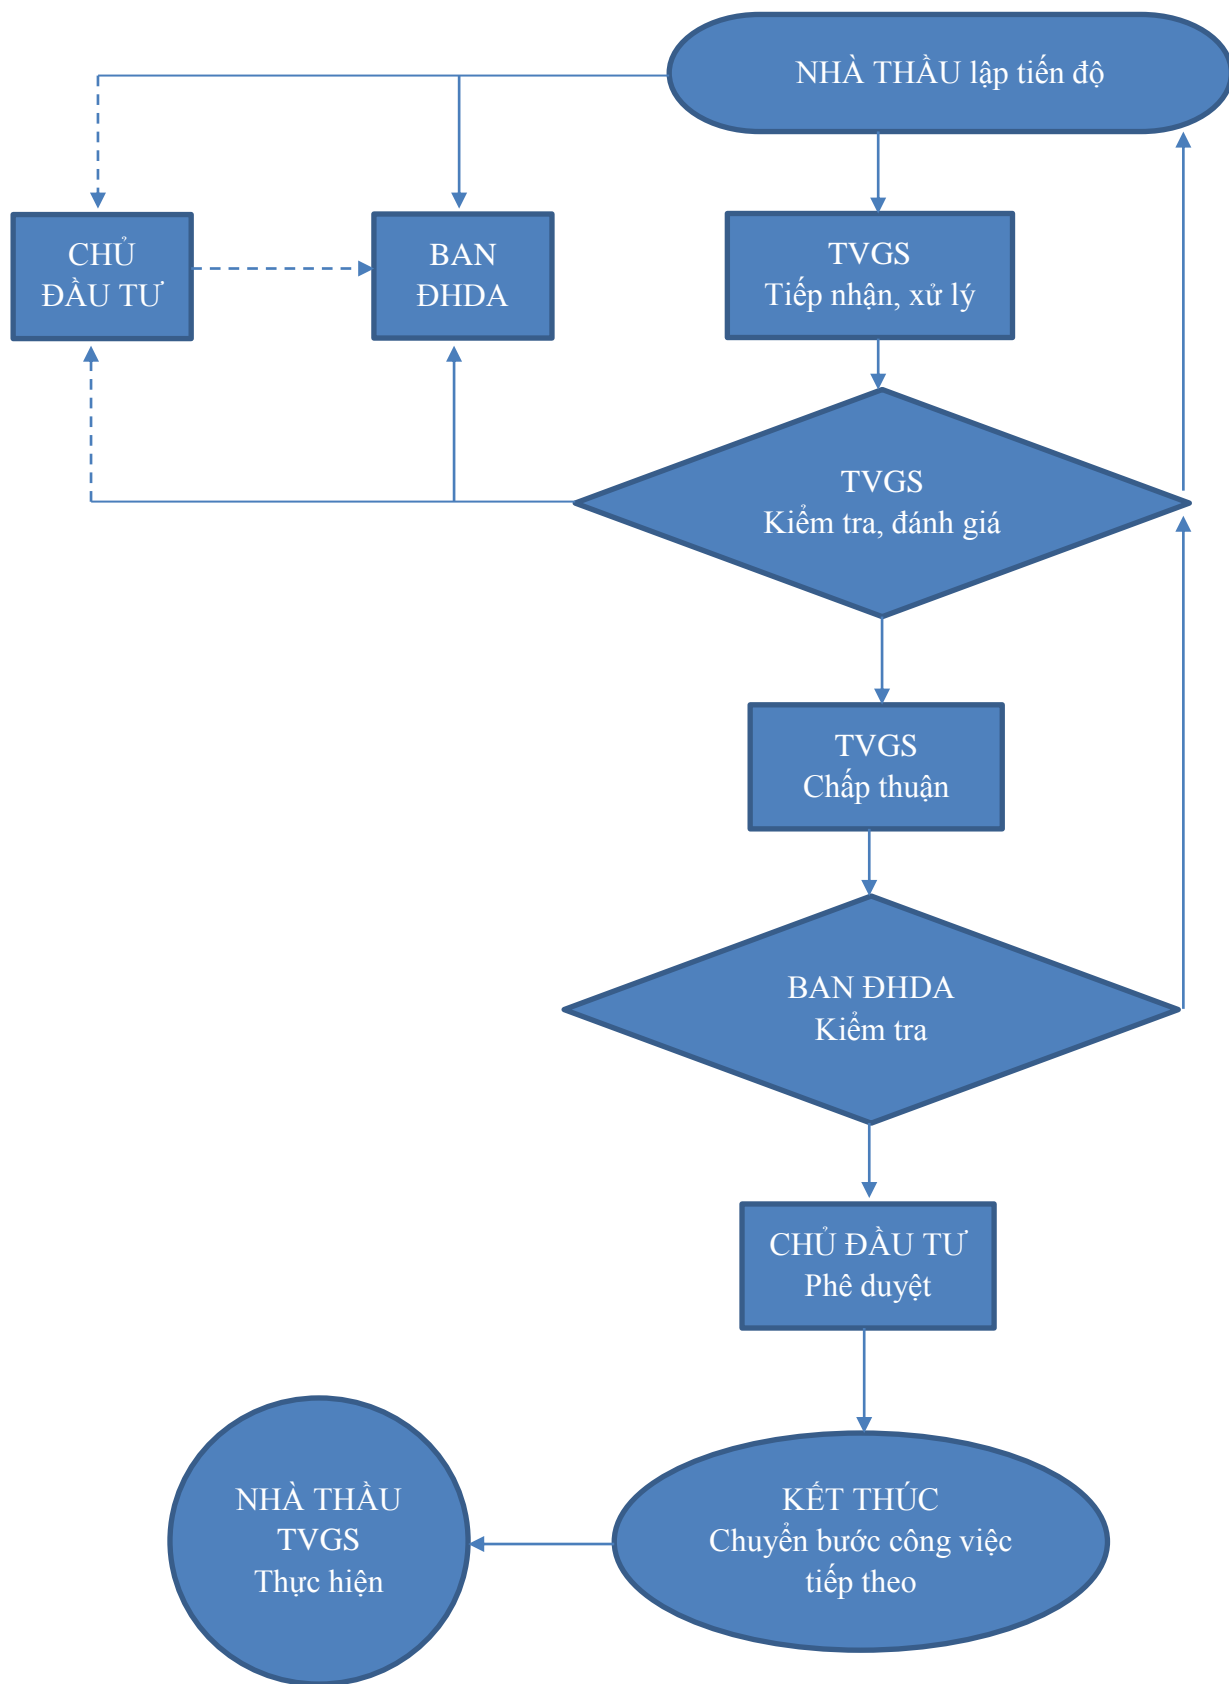 NHÀ THẦU lập tiến độ
CHỦ
ĐẦU TƯ
BAN
ĐHDA
TVGS
Tiếp nhận, xử lý
TVGS
Kiểm tra, đánh giá
TVGS
Chấp thuận
BAN ĐHDA
Kiểm tra
CHỦ ĐẦU TƯ
Phê duyệt
NHÀ THẦU
TVGS
Thực hiện
KẾT THÚC
Chuyển bước công việc
tiếp theo